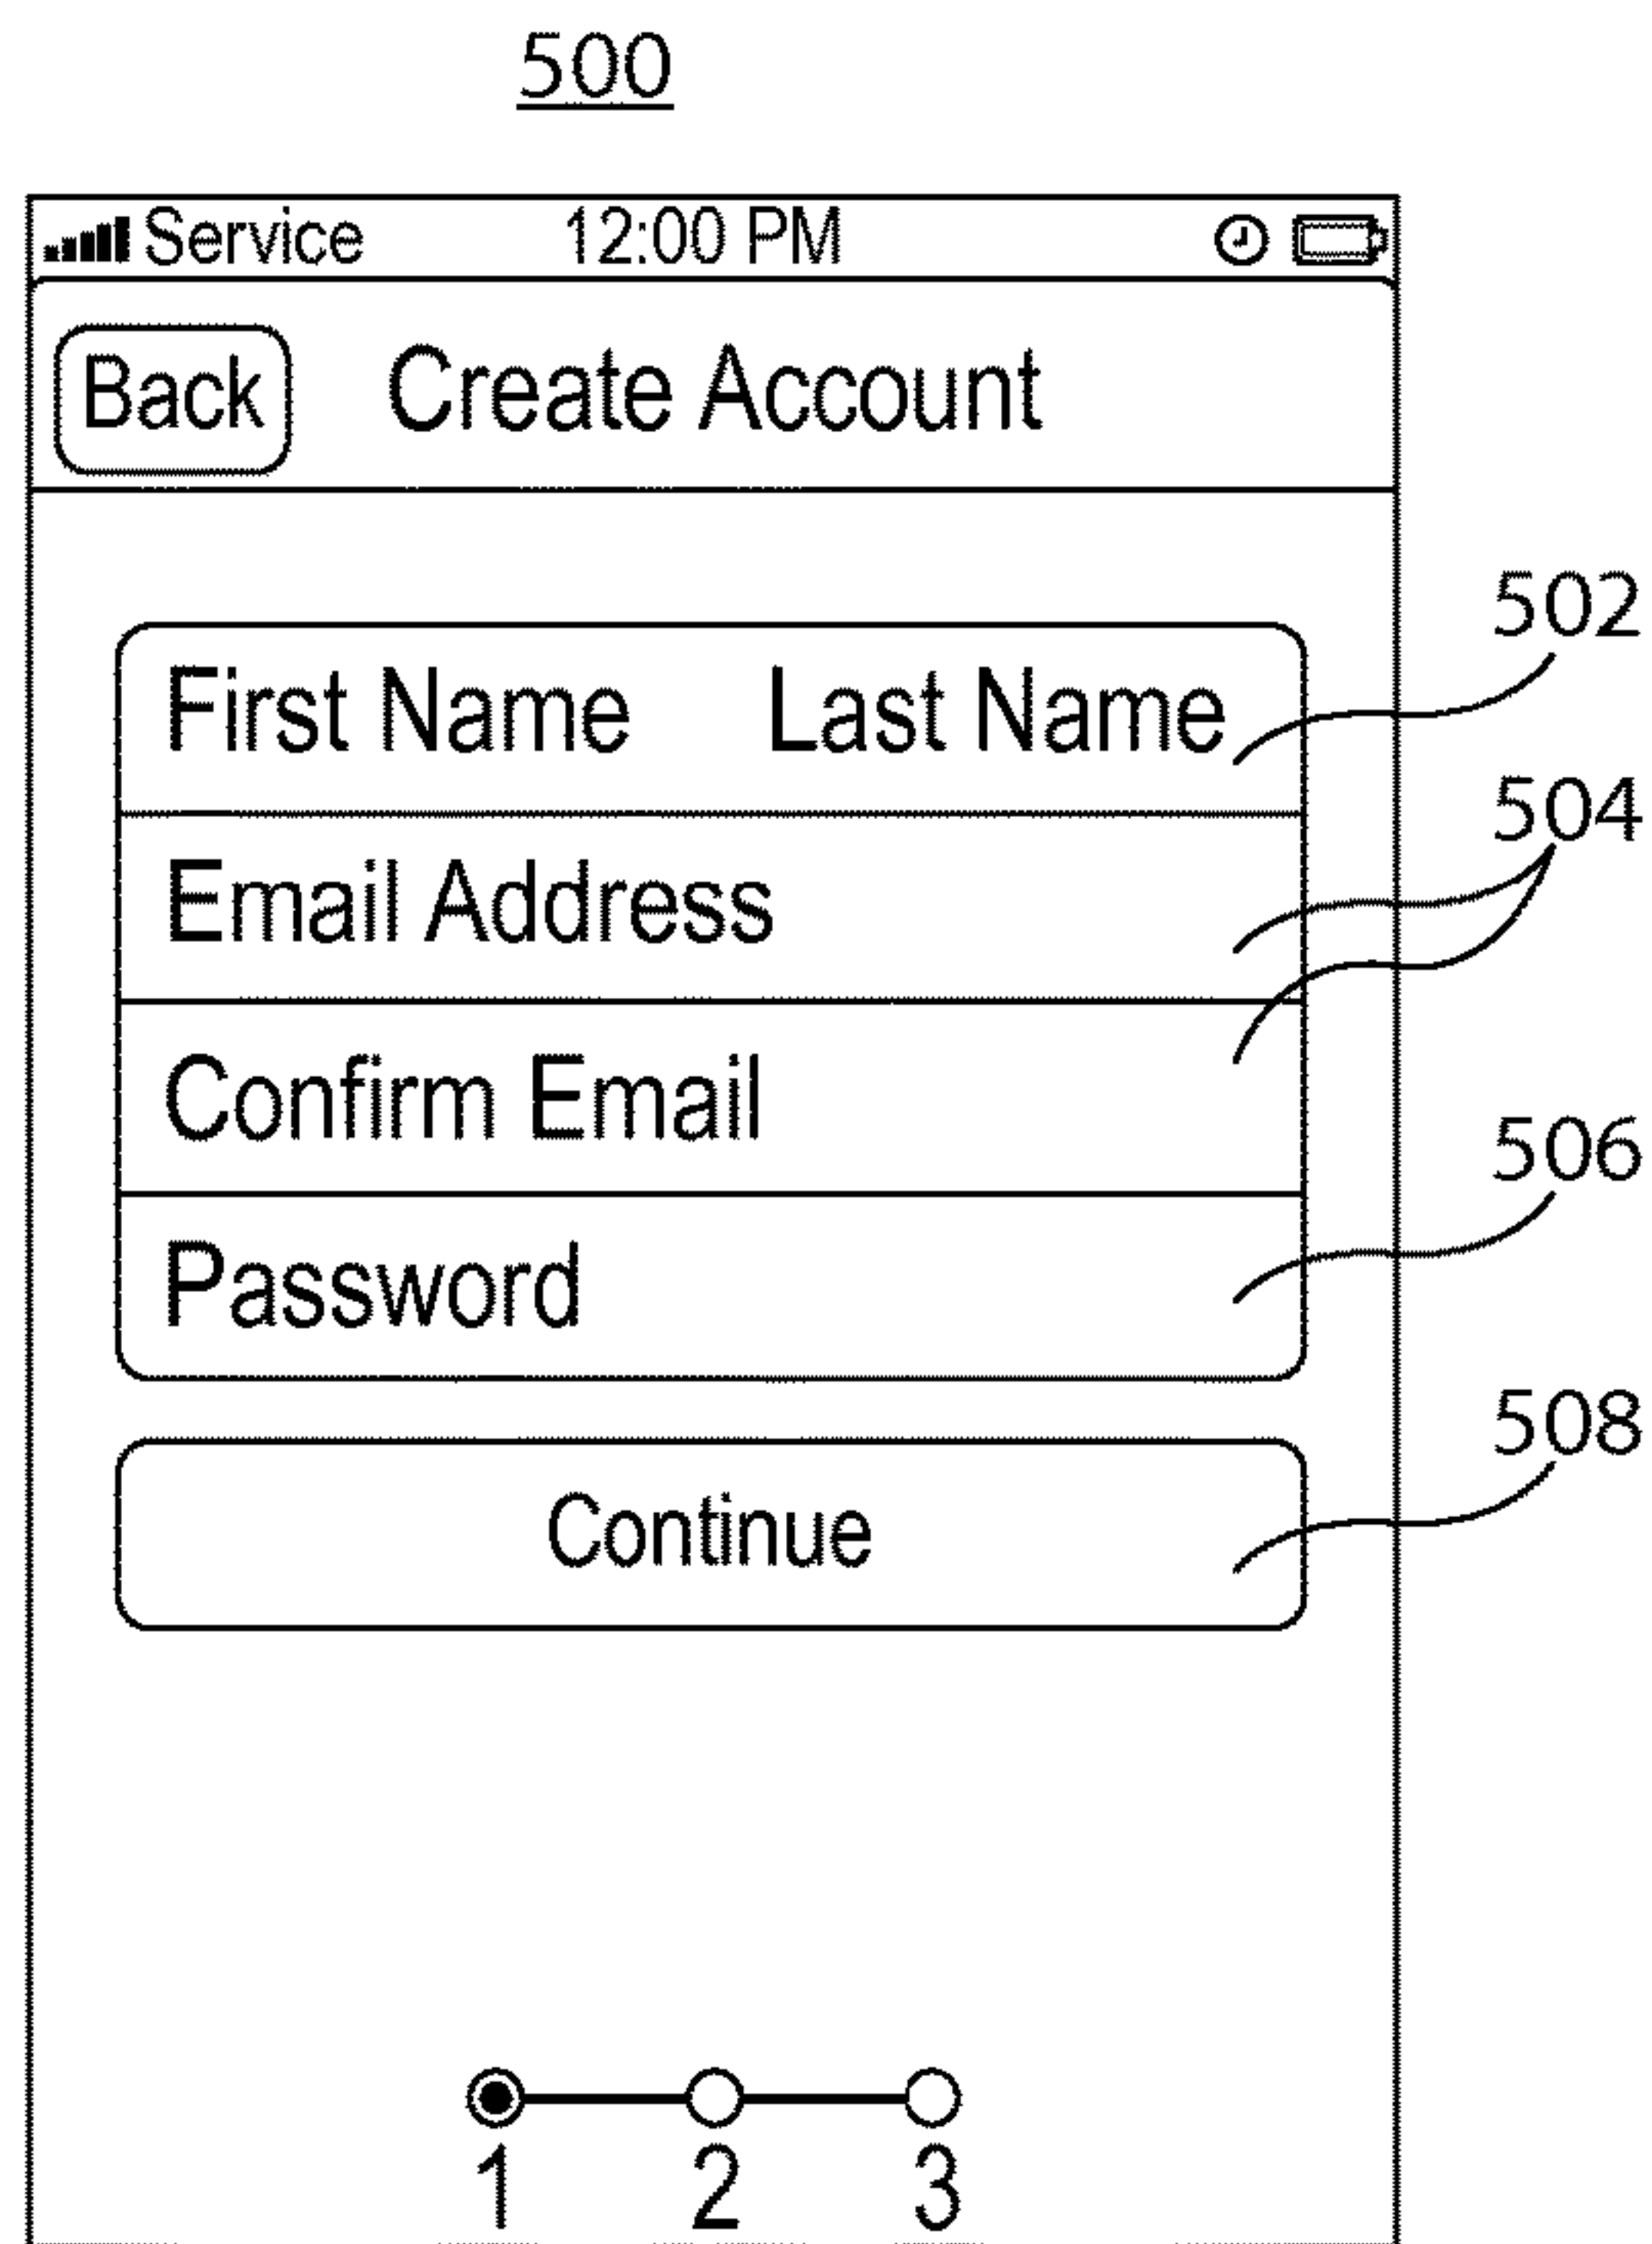 500
Service 12:00 PM
Back Create Account
502
First Name Last Name
504
Email Address
Confirm Email
506
Password
508
Continue
1 2 3